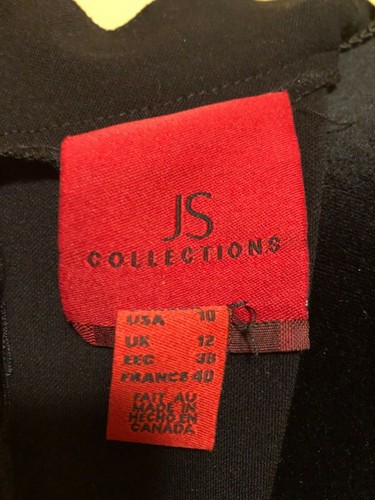 JS
COLLECTIONS
USA 10
UK 12
EEC 38
FRANCE 40
FAIT AU
MADE IN
HECHO EN
CANADA